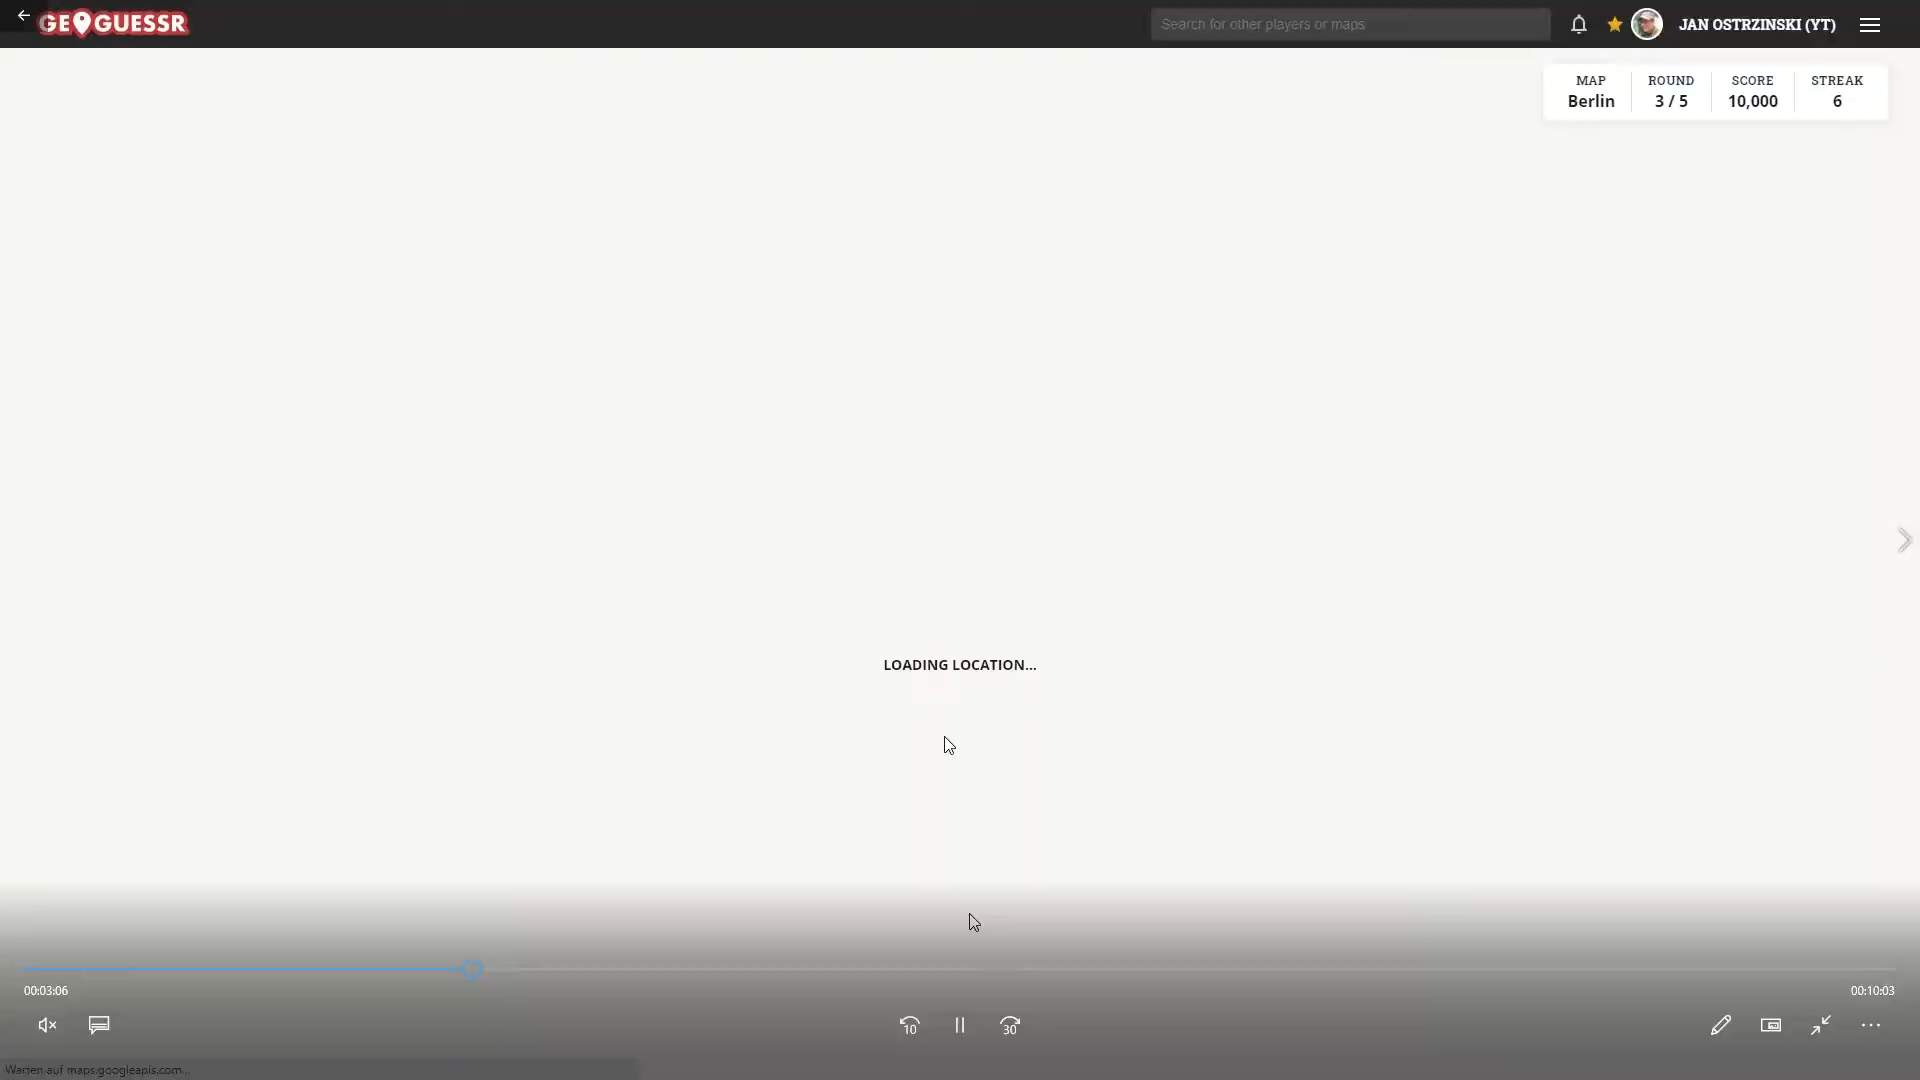 GEOGUESSR
Search for other players or maps
JAN OSTRZINSKI (YT)
MAP ROUND SCORE STREAK
Berlin 3 / 5 10,000 6
LOADING LOCATION...
00:03:06 00:10:03
10 30
Warten auf maps.googleapis.com...